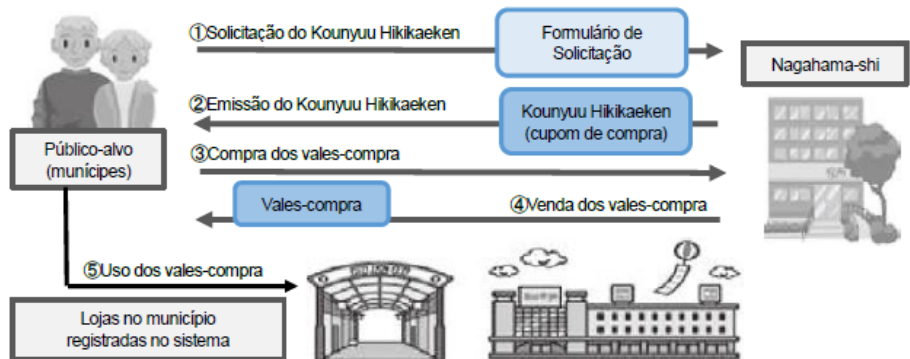 ①Solicitação do Kounyuu Hikikaeken
Formulário de
Solicitação
Nagahama-shi
②Emissão do Kounyuu Hikikaeken
Kounyuu Hikikaeken
(cupom de compra)
Público-alvo
(munícipes)
③Compra dos vales-compra
Vales-compra
④Venda dos vales-compra
⑤Uso dos vales-compra
Lojas no município
registradas no sistema